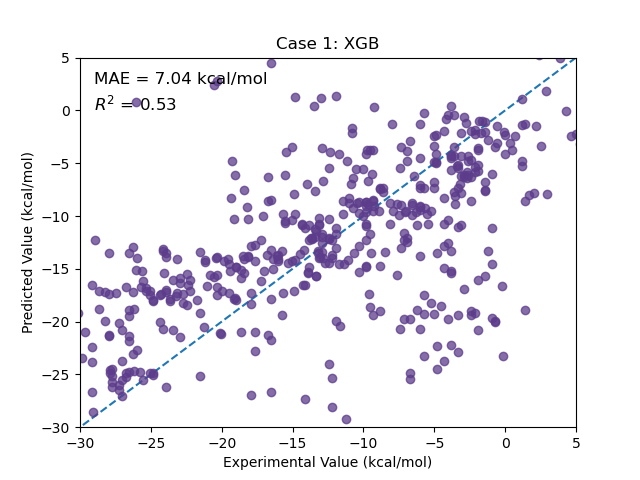 Case 1: XGB
MAE = 7.04 kcal/mol
R² = 0.53
5
0
−5
−10
−15
−20
−25
−30
Predicted Value (kcal/mol)
−30 −25 −20 −15 −10 −5 0 5
Experimental Value (kcal/mol)